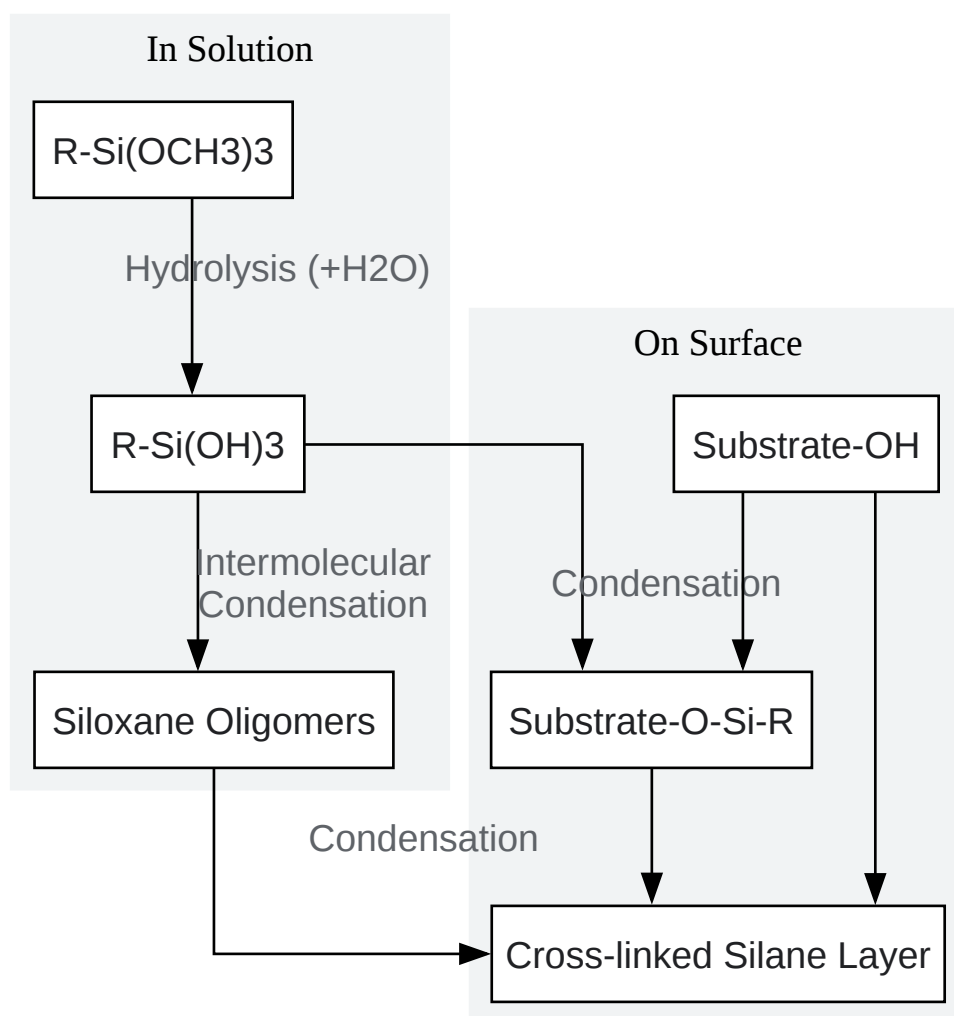 In Solution
R-Si(OCH3)3
Hydrolysis (+H2O)
On Surface
R-Si(OH)3
Substrate-OH
Intermolecular
Condensation
Condensation
Siloxane Oligomers
Substrate-O-Si-R
Condensation
Cross-linked Silane Layer